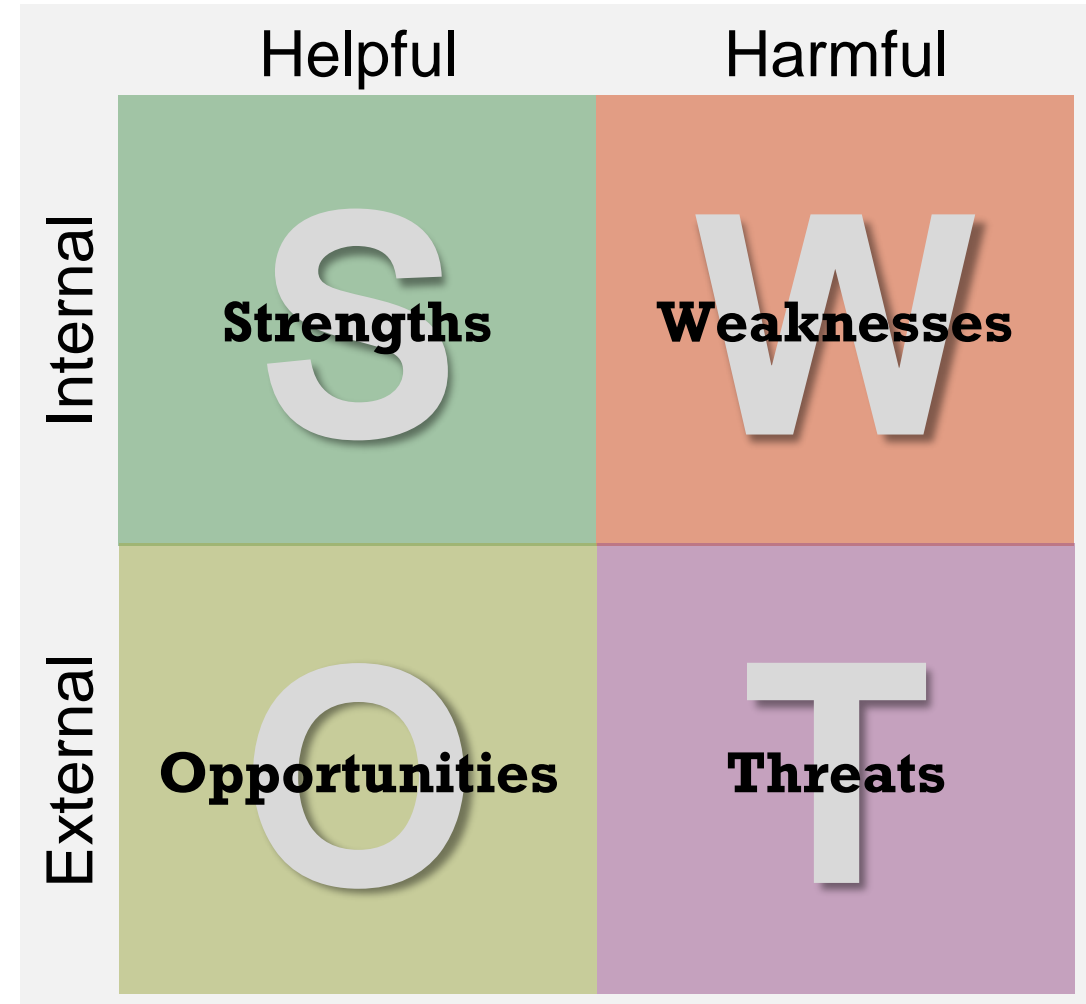 Helpful Harmful
Internal
S
Strengths
W
Weaknesses
External
O
Opportunities
T
Threats